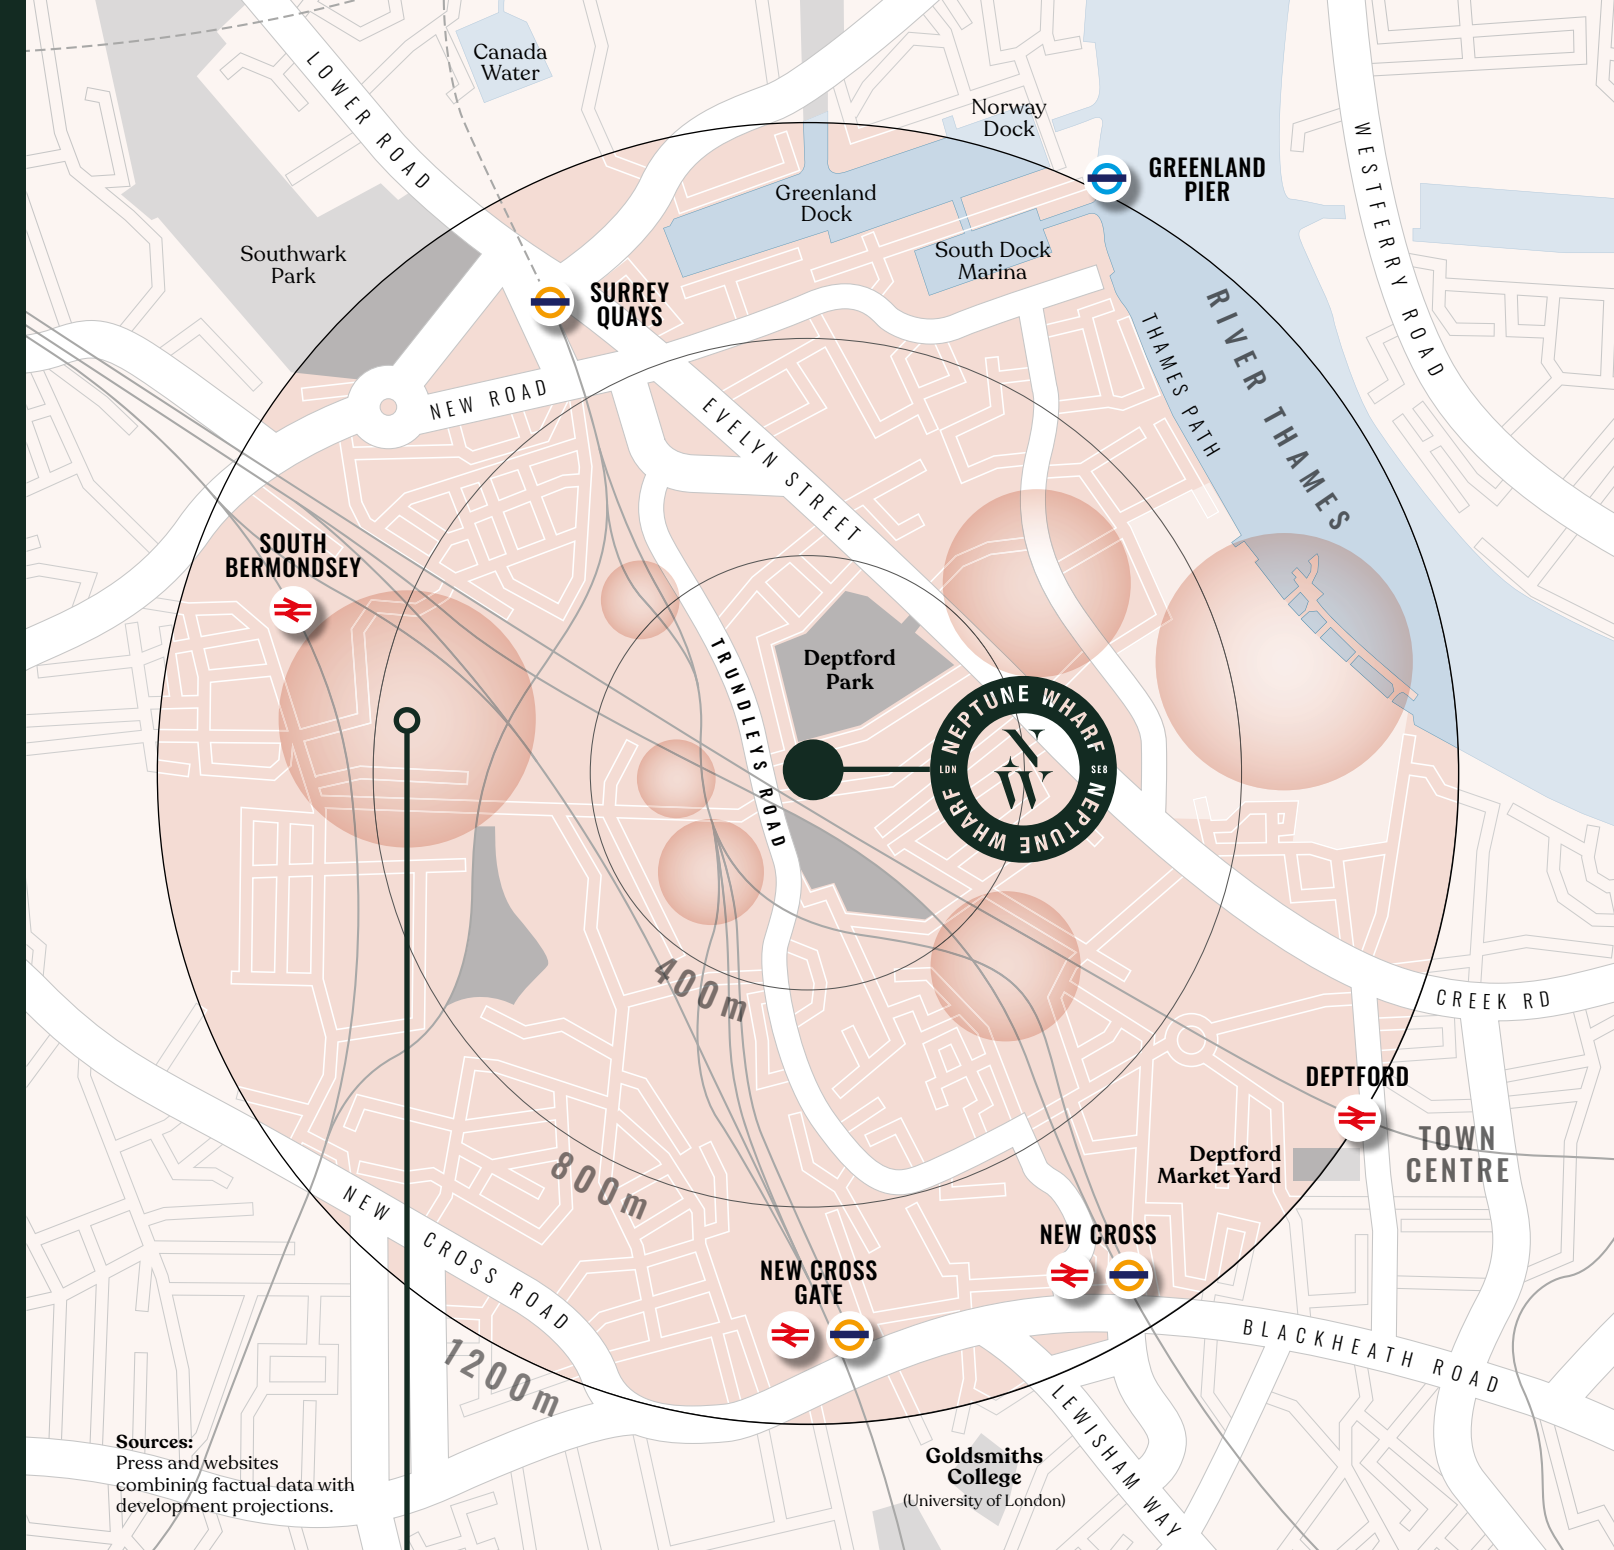 Canada
Water
LOWER ROAD
Norway
Dock
GREENLAND
PIER
WESTFERRY ROAD
Greenland
Dock
South Dock
Marina
Southwark
Park
SURREY
QUAYS
RIVER THAMES
THAMES PATH
NEW ROAD
EVELYN STREET
SOUTH
BERMONDSEY
TRUNDLEYS ROAD
Deptford
Park
NEPTUNE WHARF
LDN
NW
SE8
NEPTUNE WHARF
400m
CREEK RD
DEPTFORD
TOWN
CENTRE
Deptford
Market Yard
800m
NEW CROSS ROAD
NEW CROSS
NEW CROSS
GATE
BLACKHEATH ROAD
1200m
LEWISHAM WAY
Sources:
Press and websites
combining factual data with
development projections.
Goldsmiths
College
(University of London)